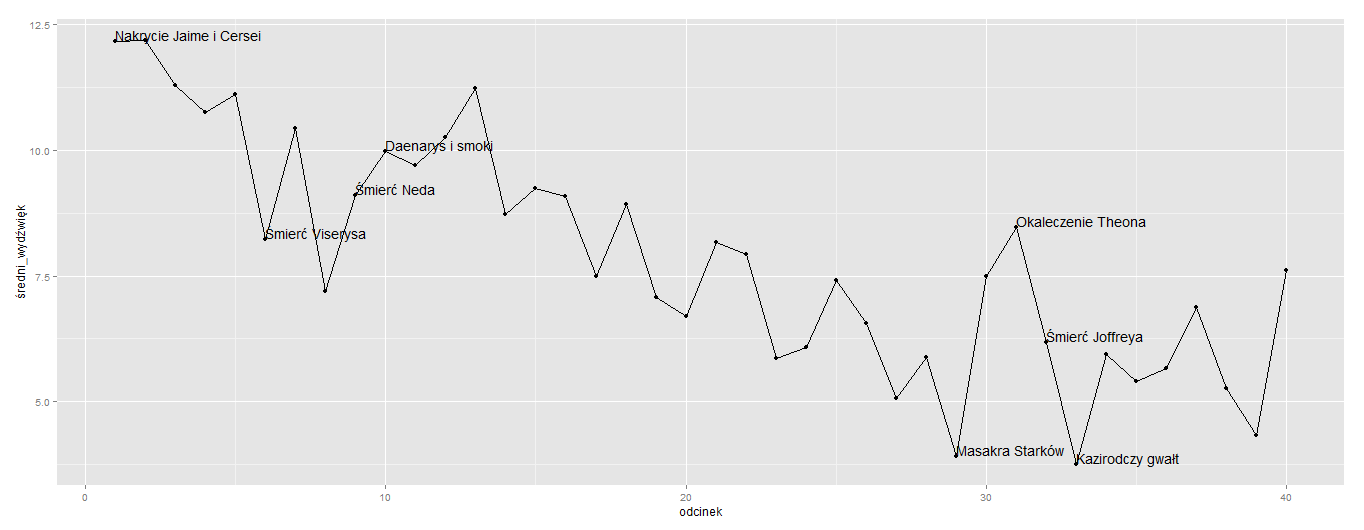 12.5
Nakrycie Jaime i Cersei
10.0
Daenarys i smoki
Śmierć Neda
Okaleczenie Theona
Śmierć Viserysa
średni_wydźwięk
7.5
Śmierć Joffreya
5.0
Masakra Starków
Kazirodczy gwałt
0 10 20 30 40
odcinek